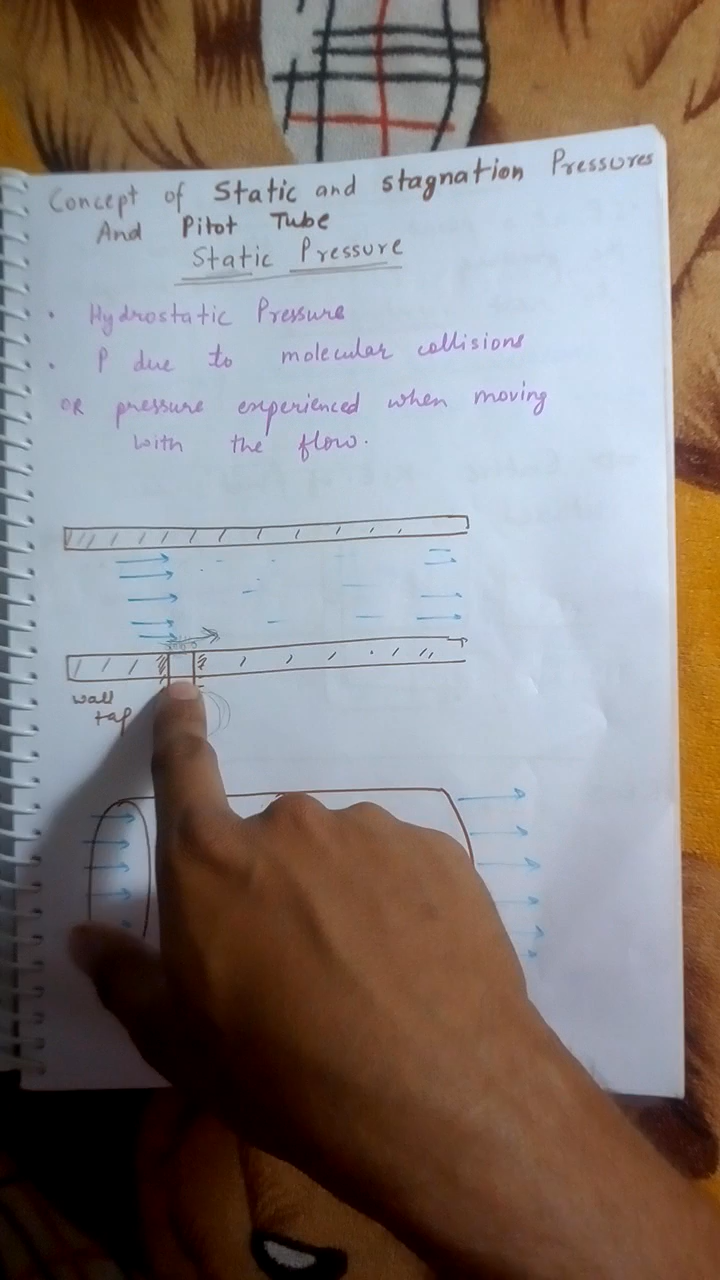 Concept of Static and stagnation Pressures
And Pitot Tube
Static Pressure
• Hydrostatic Pressure
• P due to molecular collisions
OR pressure experienced when moving
with the flow.
wall
tap